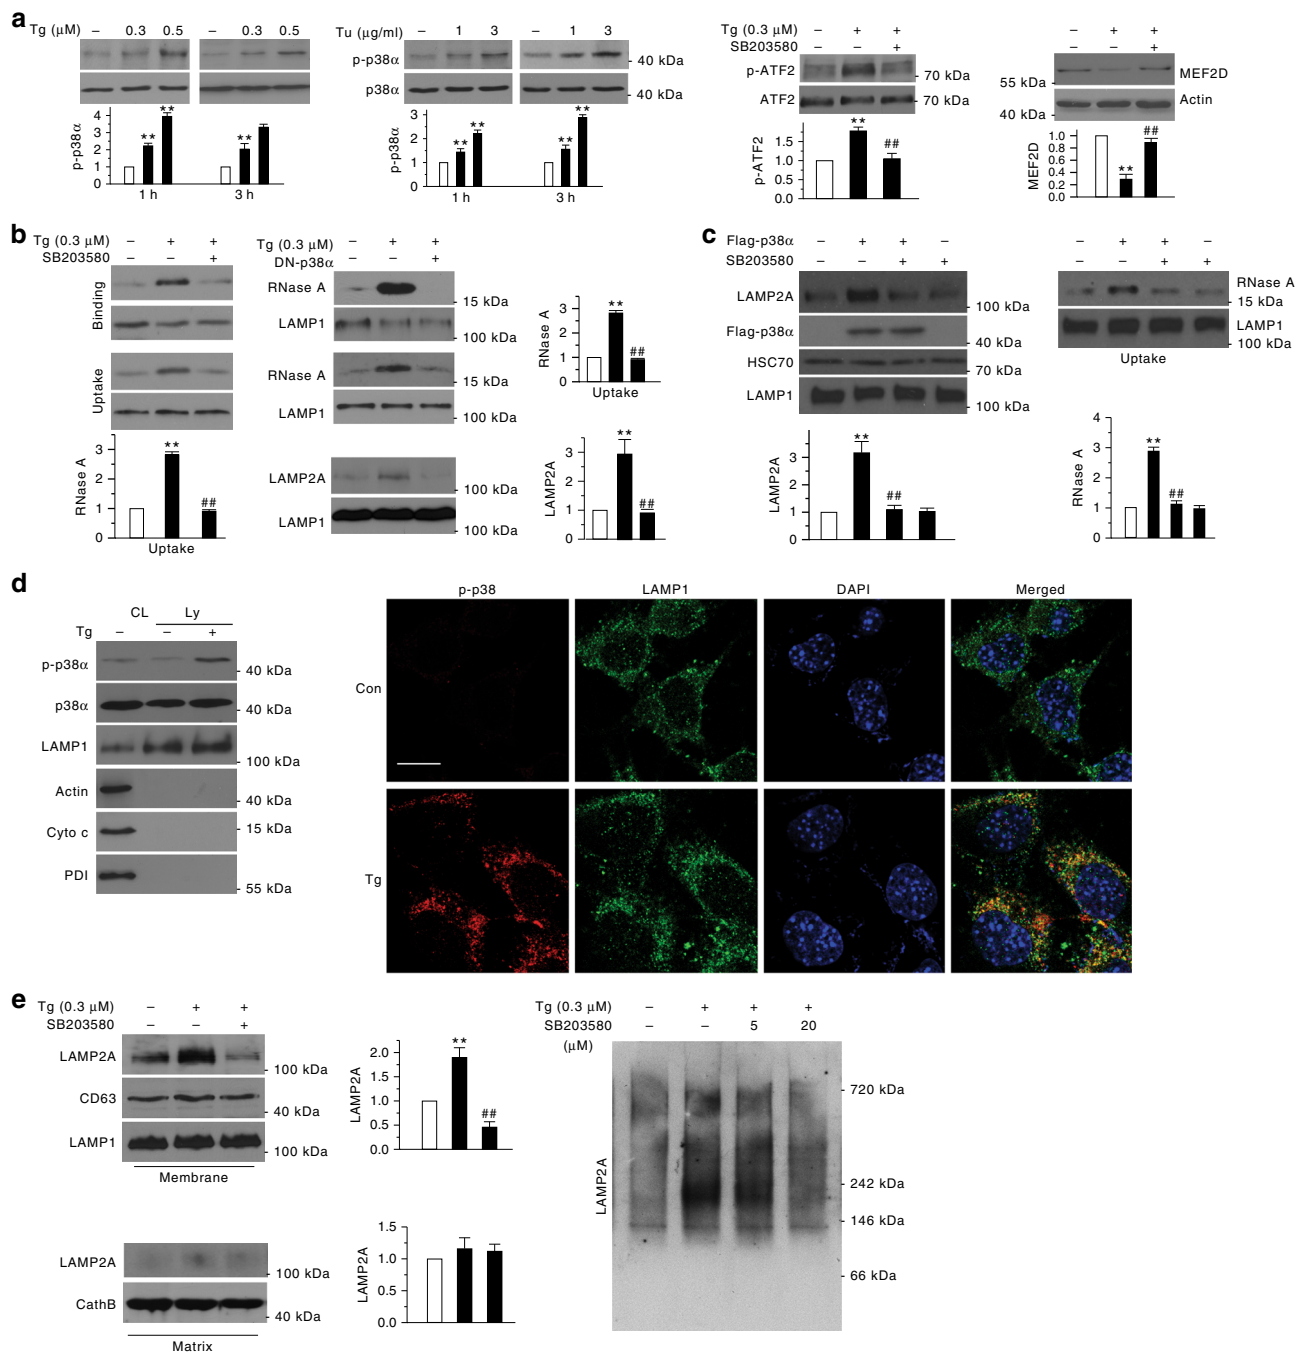 a
Tg (μM) – 0.3 0.5 – 0.3 0.5
p-p38α
4
3
2
1
0
** **
**
1 h 3 h
Tu (μg/ml) – 1 3 – 1 3
p-p38α
40 kDa
p38α
40 kDa
p-p38α
4
3
2
1
0
** **
** **
1 h 3 h
Tg (0.3 μM) – + +
SB203580 – – +
p-ATF2
70 kDa
ATF2
70 kDa
p-ATF2
2.0
1.5
1.0
0.5
0.0
**
##
– + +
– – +
55 kDa
MEF2D
40 kDa
Actin
MEF2D
1.0
0.8
0.6
0.4
0.2
0.0
**
##
b
Tg (0.3 μM) – + +
SB203580 – – +
Binding
Uptake
RNase A
3
2
1
0
**
##
Uptake
Tg (0.3 μM) – + +
DN-p38α – – +
RNase A
15 kDa
LAMP1
100 kDa
RNase A
15 kDa
LAMP1
100 kDa
LAMP2A
100 kDa
LAMP1
100 kDa
RNase A
3
2
1
0
**
##
Uptake
LAMP2A
3
2
1
0
**
##
c
Flag-p38α – + + –
SB203580 – – + +
LAMP2A
100 kDa
Flag-p38α
40 kDa
HSC70
70 kDa
LAMP1
100 kDa
LAMP2A
4
3
2
1
0
**
##
– + + –
– – + +
RNase A
15 kDa
LAMP1
100 kDa
Uptake
RNase A
4
3
2
1
0
**
##
d
CL Ly
Tg – – +
p-p38α
40 kDa
p38α
40 kDa
LAMP1
100 kDa
Actin
40 kDa
Cyto c
15 kDa
PDI
55 kDa
p-p38 LAMP1 DAPI Merged
Con
Tg
e
Tg (0.3 μM) – + +
SB203580 – – +
LAMP2A
100 kDa
CD63
40 kDa
LAMP1
100 kDa
Membrane
LAMP2A
2.0
1.5
1.0
0.5
0.0
**
##
LAMP2A
100 kDa
CathB
40 kDa
Matrix
LAMP2A
1.5
1.0
0.5
0.0
Tg (0.3 μM) – + + +
SB203580 – – 5 20
(μM)
LAMP2A
720 kDa
242 kDa
146 kDa
66 kDa